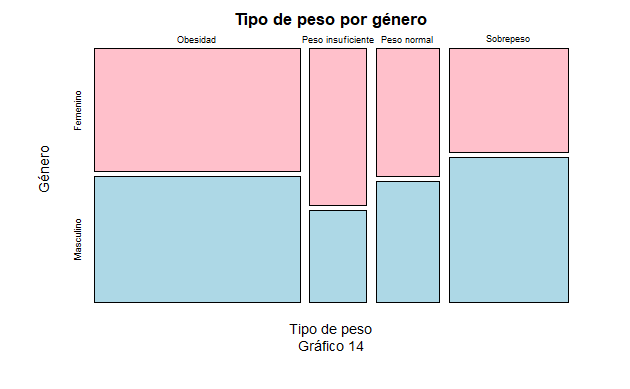 Tipo de peso por género
Obesidad
Peso insuficiente
Peso normal
Sobrepeso
Femenino
Género
Masculino
Tipo de peso
Gráfico 14